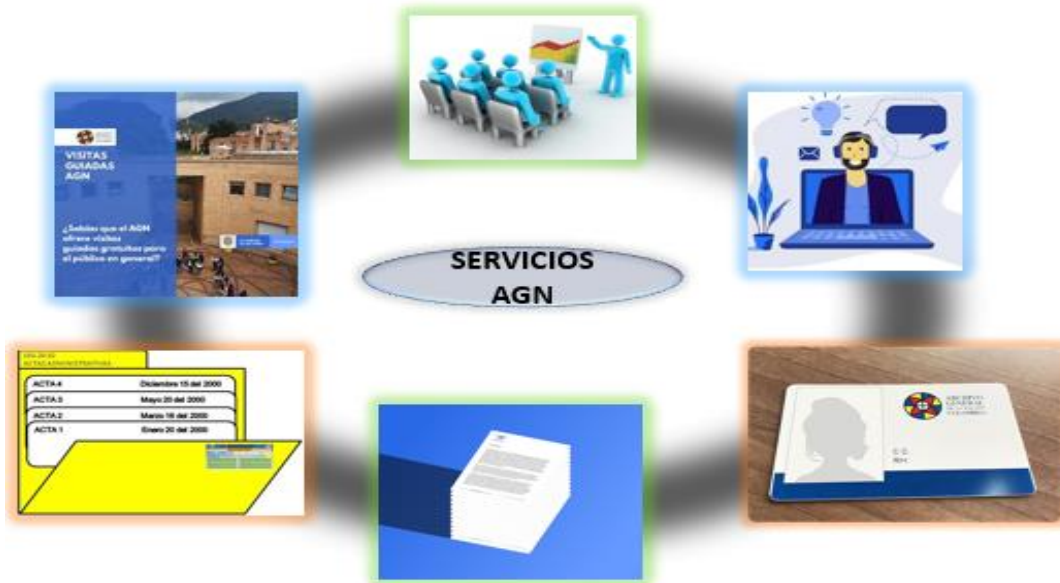 VISITAS
GUIADAS
AGN
¿Sabías que el AGN
ofrece visitas
guiadas gratuitas para
el público en general?
SERVICIOS
AGN
ACTA 4 Diciembre 15 del 2000
ACTA 3 Mayo 20 del 2000
ACTA 2 Marzo 16 del 2000
ACTA 1 Enero 20 del 2000
ARCHIVO
GENERAL